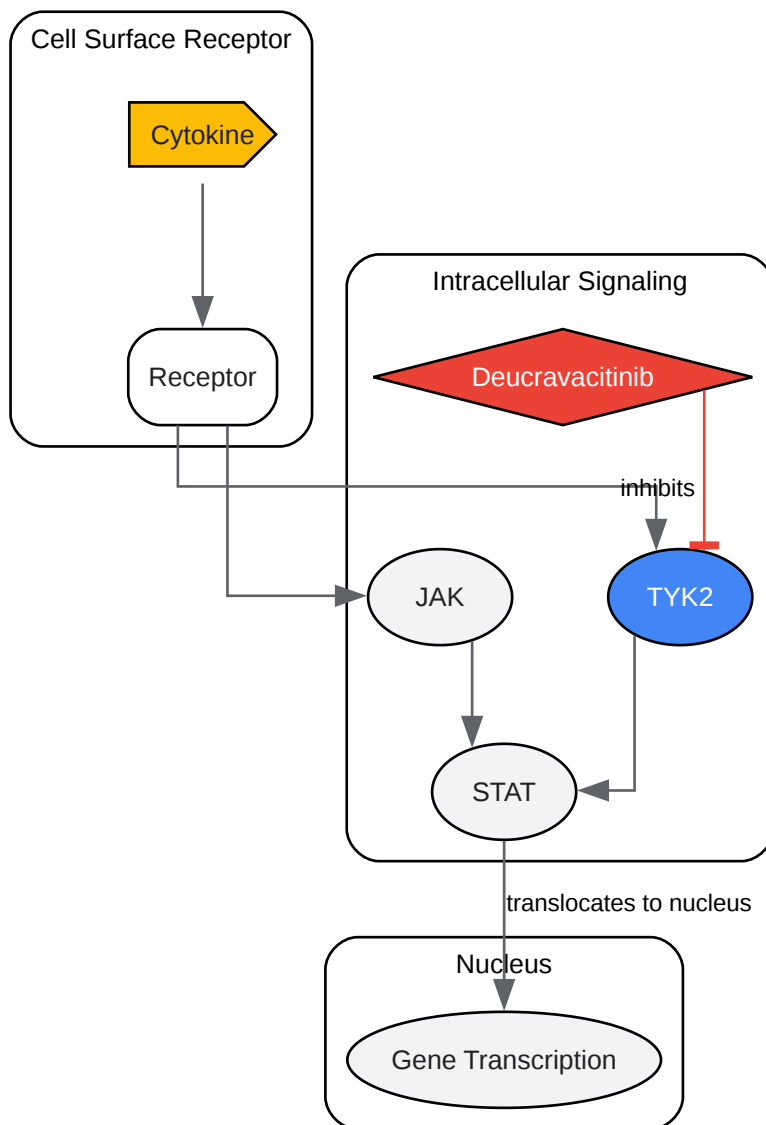 Cell Surface Receptor
Cytokine
Receptor
Intracellular Signaling
Deucravacitinib
inhibits
JAK
TYK2
STAT
translocates to nucleus
Nucleus
Gene Transcription